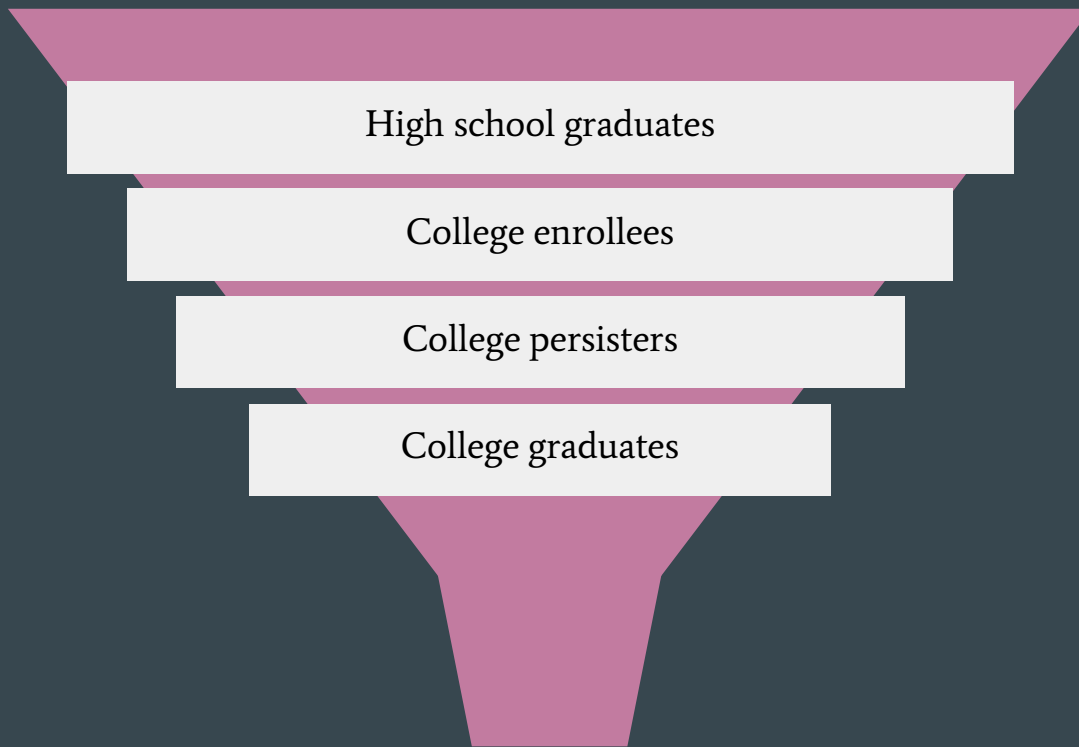 High school graduates
College enrollees
College persisters
College graduates